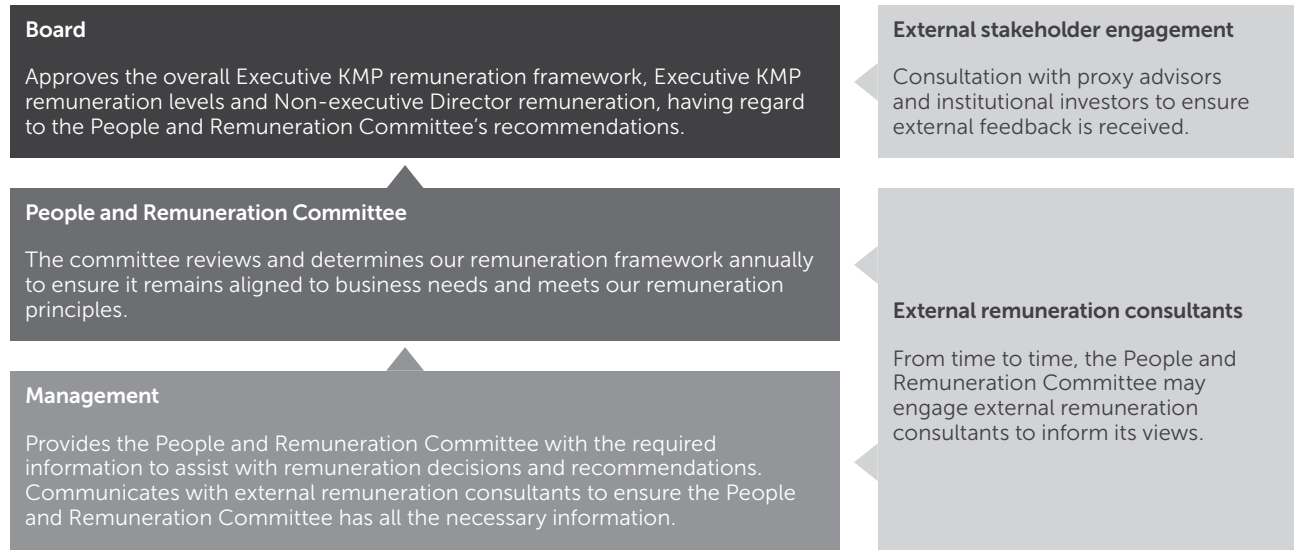 Board
Approves the overall Executive KMP remuneration framework, Executive KMP
remuneration levels and Non-executive Director remuneration, having regard
to the People and Remuneration Committee’s recommendations.
External stakeholder engagement
Consultation with proxy advisors
and institutional investors to ensure
external feedback is received.
People and Remuneration Committee
The committee reviews and determines our remuneration framework annually
to ensure it remains aligned to business needs and meets our remuneration
principles.
Management
Provides the People and Remuneration Committee with the required
information to assist with remuneration decisions and recommendations.
Communicates with external remuneration consultants to ensure the People
and Remuneration Committee has all the necessary information.
External remuneration consultants
From time to time, the People and
Remuneration Committee may
engage external remuneration
consultants to inform its views.